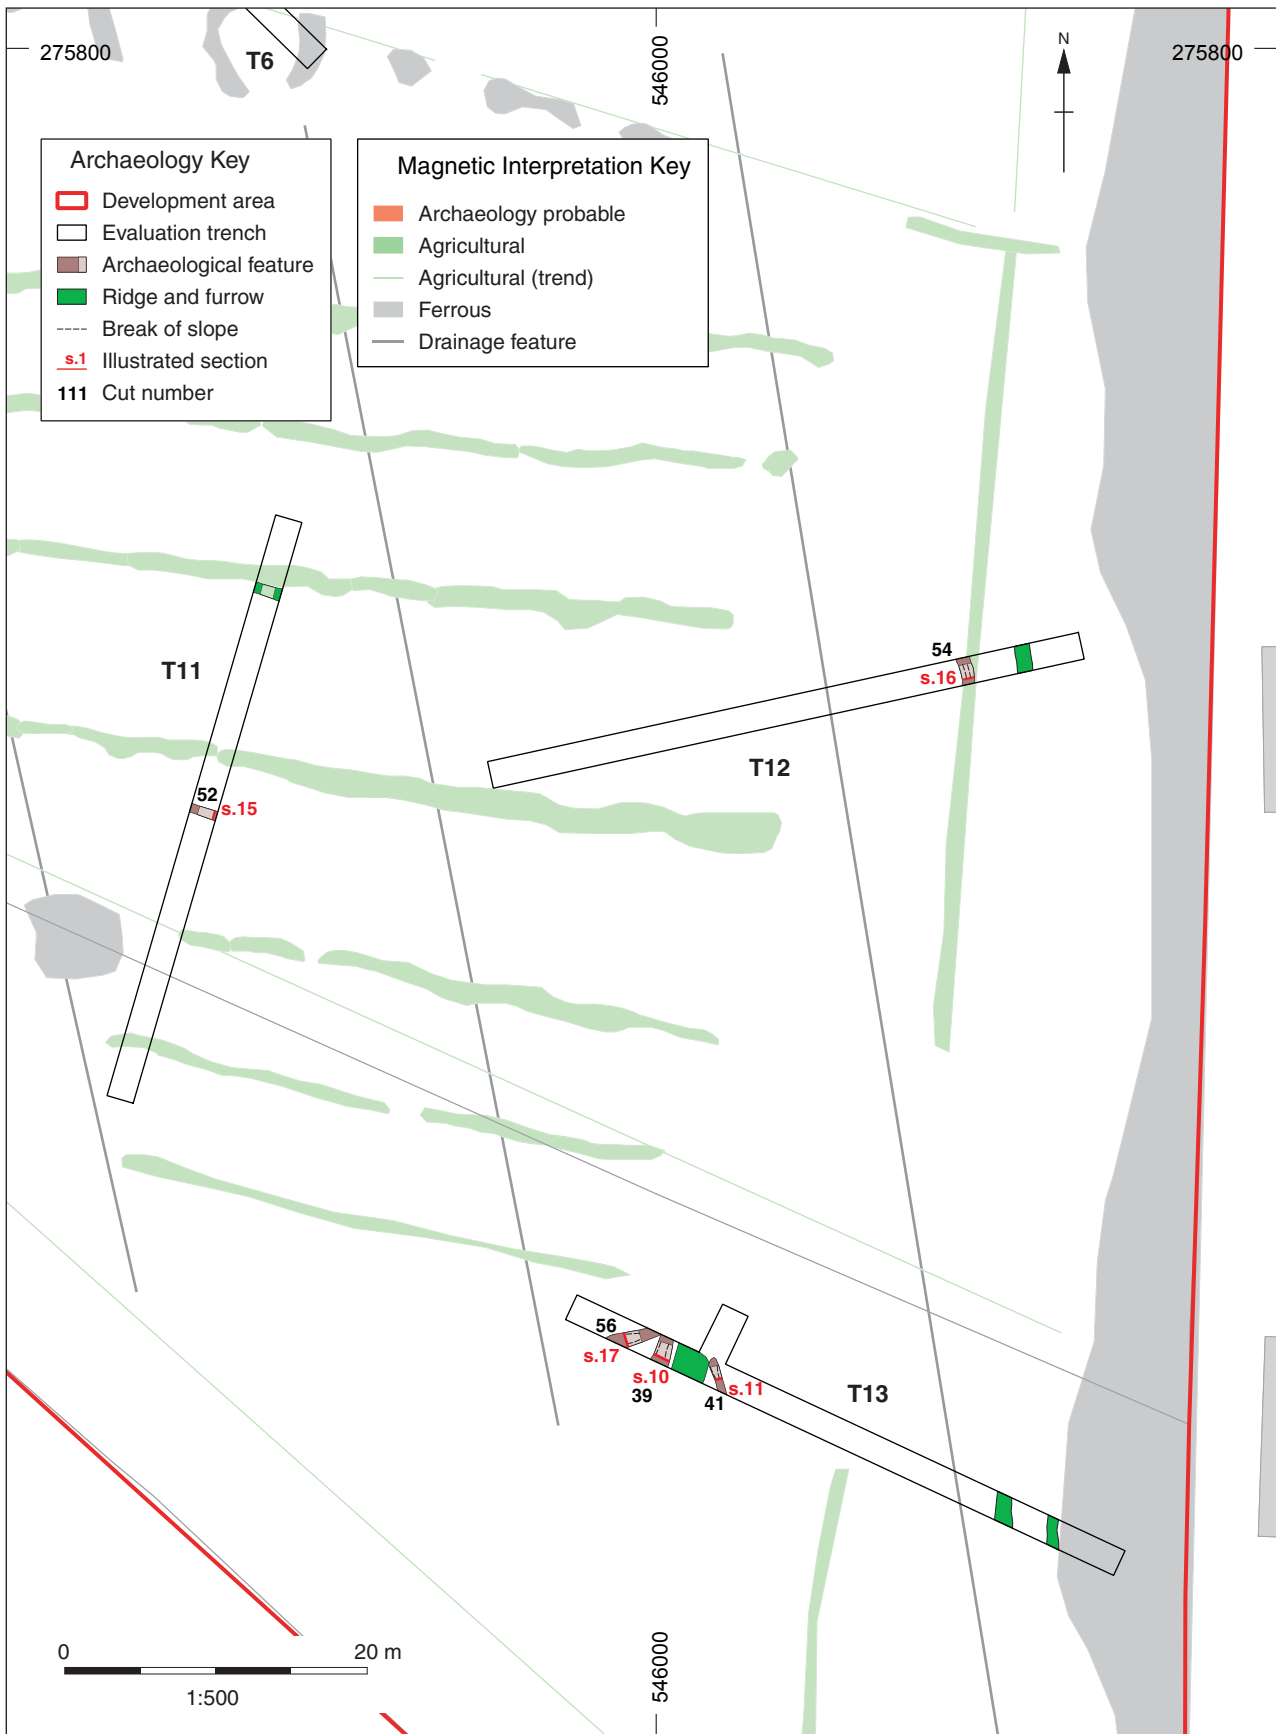 275800
T6
546000
N
275800
Archaeology Key
Development area
Evaluation trench
Archaeological feature
Ridge and furrow
Break of slope
s.1 Illustrated section
111 Cut number
Magnetic Interpretation Key
Archaeology probable
Agricultural
Agricultural (trend)
Ferrous
Drainage feature
T11
54
s.16
T12
52
s.15
56
s.17
s.10
39
41
s.11
T13
0 20 m
1:500
546000